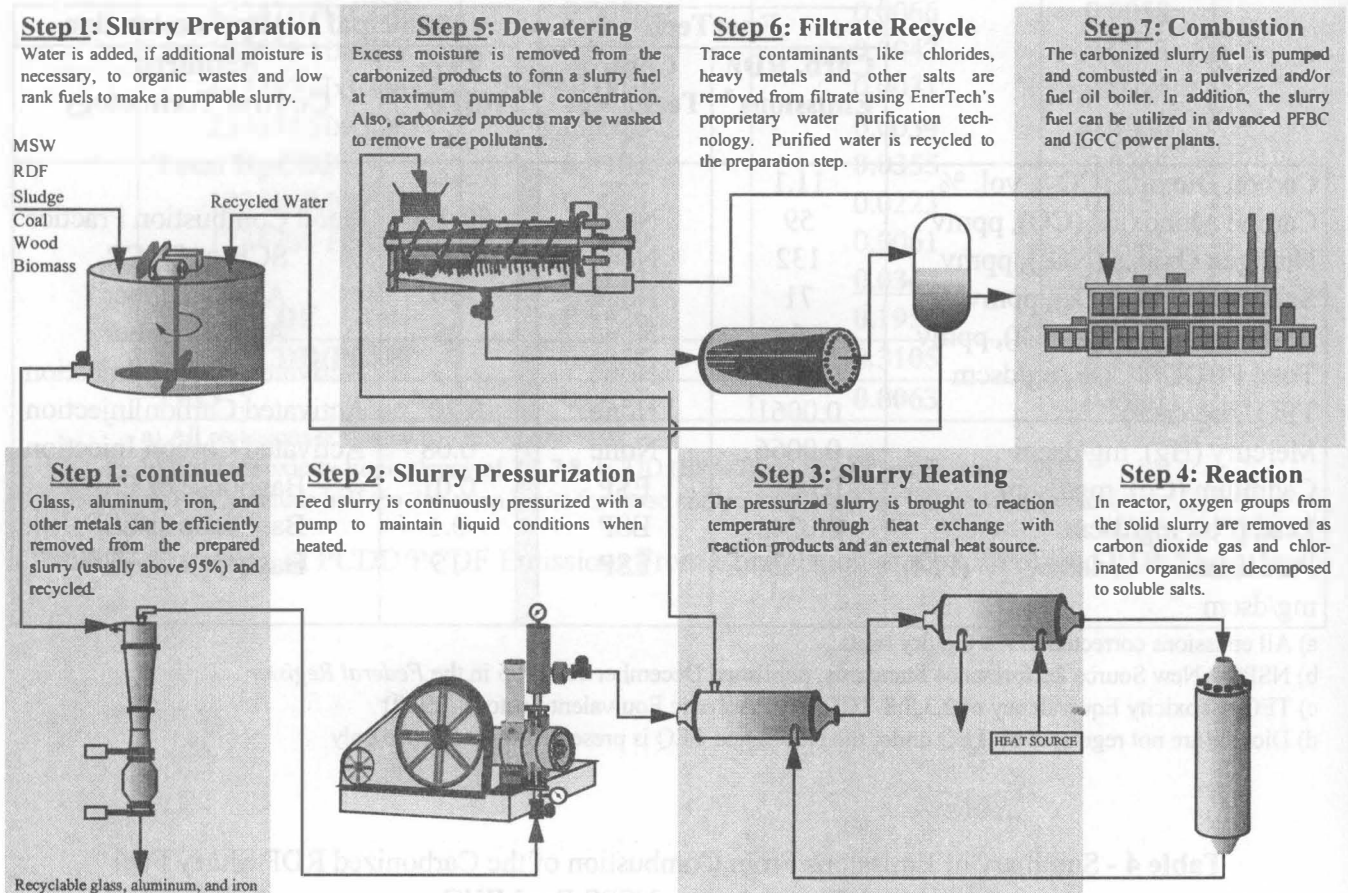 Step 1: Slurry Preparation
Water is added, if additional moisture is
necessary, to organic wastes and low
rank fuels to make a pumpable slurry.
MSW
RDF
Sludge
Coal
Wood
Biomass
Recycled Water
Step 5: Dewatering
Excess moisture is removed from the
carbonized products to form a slurry fuel
at maximum pumpable concentration.
Also, carbonized products may be washed
to remove trace pollutants.
Step 6: Filtrate Recycle
Trace contaminants like chlorides,
heavy metals and other salts are
removed from filtrate using EnerTech's
proprietary water purification tech-
nology. Purified water is recycled to
the preparation step.
Step 7: Combustion
The carbonized slurry fuel is pumped
and combusted in a pulverized and/or
fuel oil boiler. In addition, the slurry
fuel can be utilized in advanced PFBC
and IGCC power plants.
Step 1: continued
Glass, aluminum, iron, and
other metals can be efficiently
removed from the prepared
slurry (usually above 95%) and
recycled.
Recyclable glass, aluminum, and iron
Step 2: Slurry Pressurization
Feed slurry is continuously pressurized with a
pump to maintain liquid conditions when
heated.
Step 3: Slurry Heating
The pressurized slurry is brought to reaction
temperature through heat exchange with
reaction products and an external heat source.
HEAT SOURCE
Step 4: Reaction
In reactor, oxygen groups from
the solid slurry are removed as
carbon dioxide gas and chlor-
inated organics are decomposed
to soluble salts.